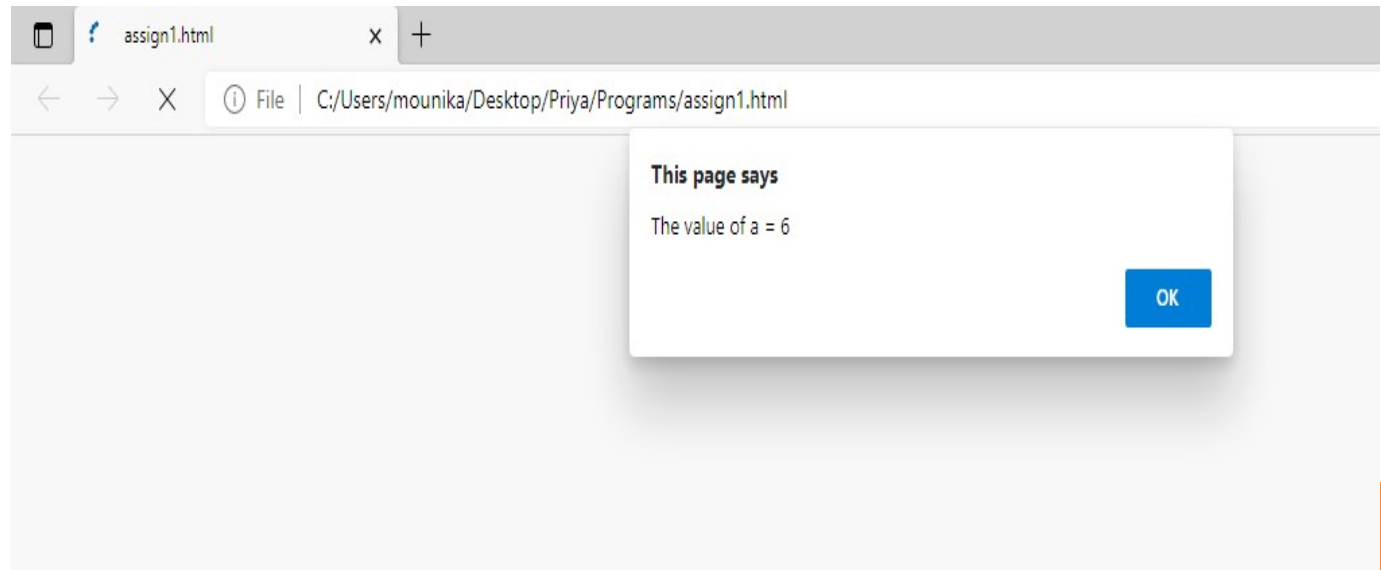 assign1.html
File C:/Users/mounika/Desktop/Priya/Programs/assign1.html
This page says
The value of a = 6
OK